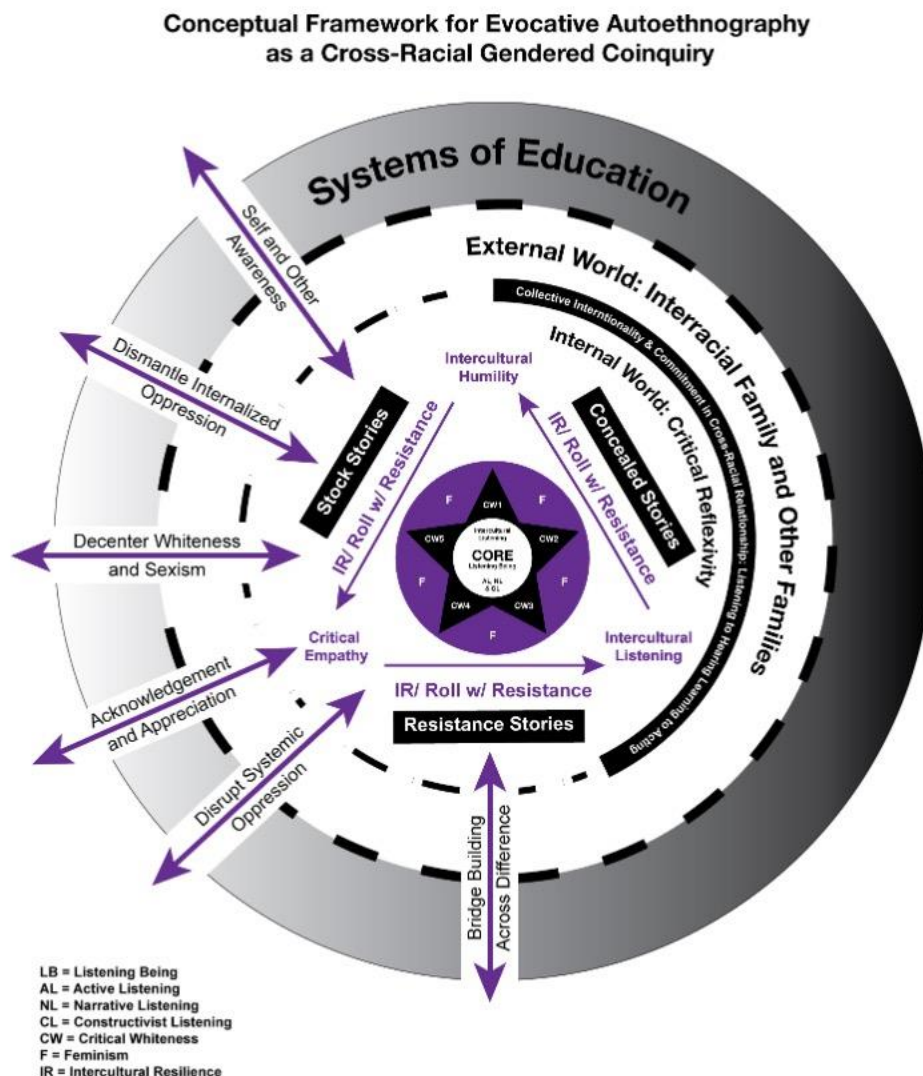 Conceptual Framework for Evocative Autoethnography
as a Cross-Racial Gendered Coinquiry
Systems of Education
External World: Interracial Family and Other Families
Collective Interntionality & Commitment in Cross-Racial Relationship: Listening to Hearing Learning to Acting
Internal World: Critical Reflexivity
Self and Other
Awareness
Dismantle Internalized
Oppression
Decenter Whiteness
and Sexism
Acknowledgement
and Appreciation
Disrupt Systemic
Oppression
Bridge Building
Across Difference
Intercultural
Humility
Stock Stories
IR/ Roll w/ Resistance
IR/ Roll w/ Resistance
Concealed Stories
F
F
CW1
CW5
CW2
Intercultural
Listening
CORE
Listening Being
AL, NL
& CL
F
F
CW4
CW3
F
Critical
Empathy
Intercultural
Listening
IR/ Roll w/ Resistance
Resistance Stories
LB = Listening Being
AL = Active Listening
NL = Narrative Listening
CL = Constructivist Listening
CW = Critical Whiteness
F = Feminism
IR = Intercultural Resilience